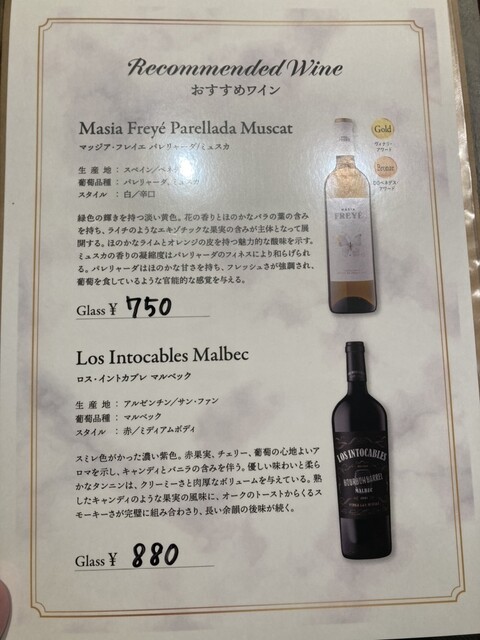 Recommended Wine
おすすめワイン
Masia Freyé Parellada Muscat
マッジア・フレイエ パレリャーダ/ミュスカ
生産地：スペイン/ペネ
葡萄品種：パレリャーダ、ミュスカ
スタイル：白/辛口
緑色の輝きを持つ淡い黄色。花の香りとほのかなバラの葉の含み
を持ち、ライチのようなエキゾチックな果実の含みが主体となって展
開する。ほのかなライムとオレンジの皮を持つ魅力的な酸味を示す。
ミュスカの香りの凝縮度はパレリャーダのフィネスにより和らげられ
る。パレリャーダはほのかな甘さを持ち、フレッシュさが強調され、
葡萄を食しているような官能的な感覚を与える。
Glass ¥ 750
Gold
ヴィナリ・
アワード
Bronze
アワード
MASIA
FREYÉ
Los Intocables Malbec
ロス・イントカブレ マルベック
生産地：アルゼンチン/サン・ファン
葡萄品種：マルベック
スタイル：赤/ミディアムボディ
スミレ色がかった濃い紫色。赤果実、チェリー、葡萄の心地よいア
ロマを示し、キャンディとバニラの含みを伴う。優しい味わいと柔ら
かなタンニンは、クリーミーさと肉厚なボリュームを与えている。熟
したキャンディのような果実の風味に、オークのトーストからくるス
モーキーさが完璧に組み合わさり、長い余韻の後味が続く。
Glass ¥ 880
LOS INTOCABLES
MALBEC